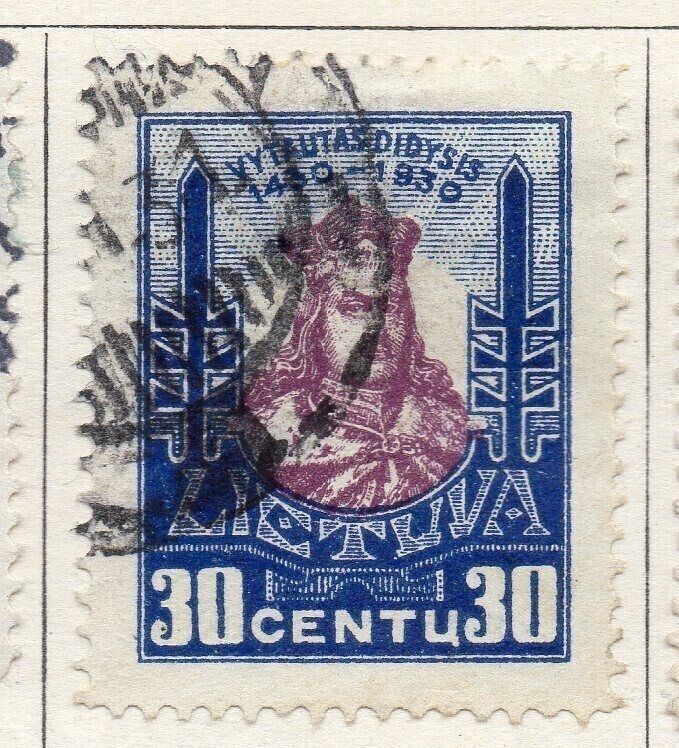 VYTAUTAS DIDYSIS
1430–1930
LIETUVA
30 CENTŲ 30